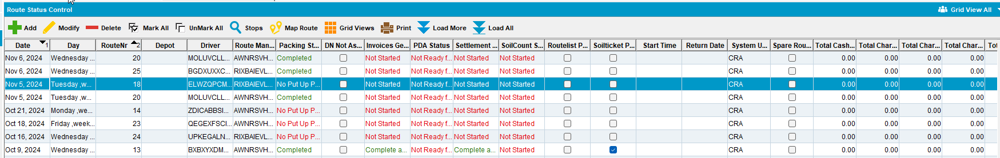 Route Status Control Grid View All
Add Modify Delete Mark All UnMark All Stops Map Route Grid Views Print Load More Load All
Date 1 Day RouteNr 2 Depot Driver Route Man... Packing St... DN Not As... Invoices Ge... PDA Status Settlement ... SoilCount S... Routelist P... Soilticket P... Start Time Return Date System U... Spare Rou... Total Cash... Total Char... Total Char... Total Char... Tot
Nov 6, 2024 Wednesday ... 20 MOLUVCLL... AWNRSVH... Completed Not Started Not Ready f... Not Started Not Started CRA 0.00 0.00 0.00 0.00
Nov 6, 2024 Wednesday ... 25 BGDXUXXC... RIXBAIEVL... Completed Not Started Not Ready f... Not Started Not Started CRA 0.00 0.00 0.00 0.00
Nov 5, 2024 Tuesday ,w... 18 ELWZQPCM... RIXBAIEVL... No Put Up P... Not Started Not Ready f... Not Started Not Started CRA 0.00 0.00 0.00 0.00
Nov 5, 2024 Tuesday ,w... 20 MOLUVCLL... AWNRSVH... Completed Not Started Not Ready f... Not Started Not Started CRA 0.00 0.00 0.00 0.00
Oct 21, 2024 Monday ,we... 14 ZDICABBSI... AWNRSVH... No Put Up P... Not Started Not Ready f... Not Started Not Started CRA 0.00 0.00 0.00 0.00
Oct 18, 2024 Friday ,week... 23 QEGEXFSCI... AWNRSVH... No Put Up P... Not Started Not Ready f... Not Started Not Started CRA 0.00 0.00 0.00 0.00
Oct 16, 2024 Wednesday ... 24 UPKEGALN... RIXBAIEVL... No Put Up P... Not Started Not Ready f... Not Started Not Started CRA 0.00 0.00 0.00 0.00
Oct 9, 2024 Wednesday ... 13 BXBXYXDM... AWNRSVH... Completed Complete a... Not Ready f... Complete a... Not Started CRA 0.00 0.00 0.00 0.00